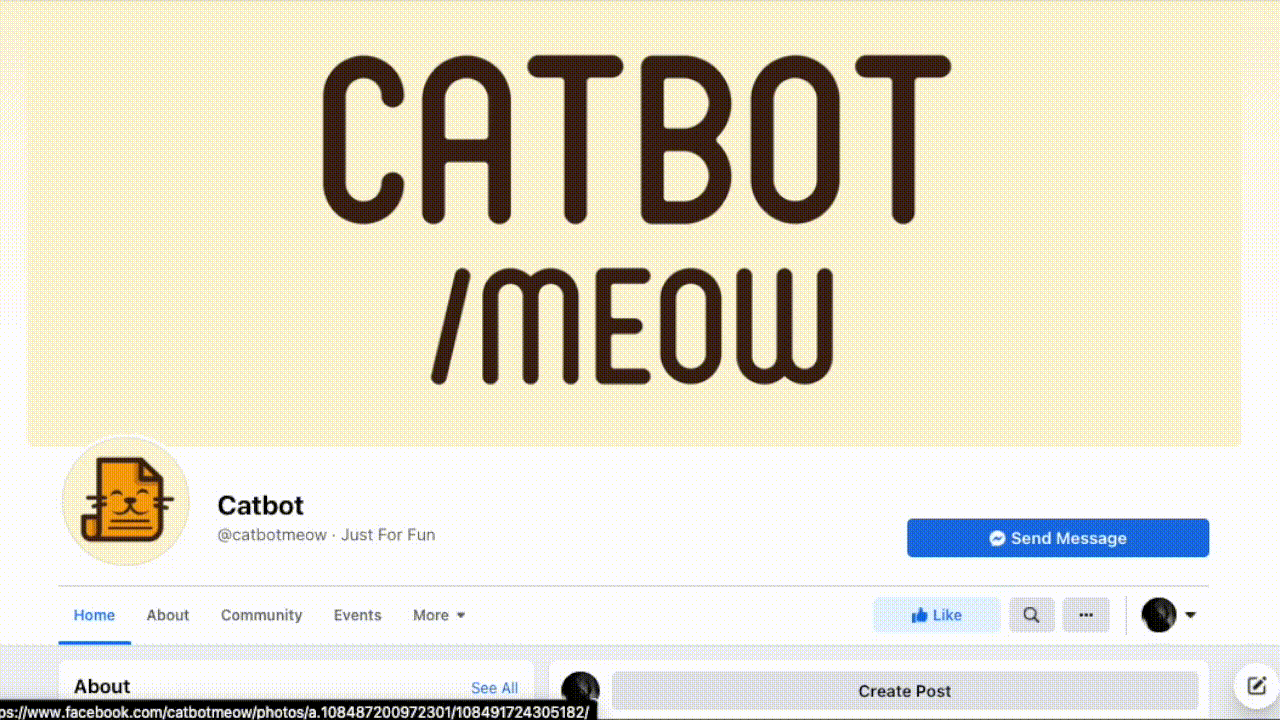 CATBOT
/MEOW
Catbot
@catbotmeow · Just For Fun
Send Message
Home About Community Events More
Like
About See All
Create Post
ps://www.facebook.com/catbotmeow/photos/a.108487200972301/108491724305182/